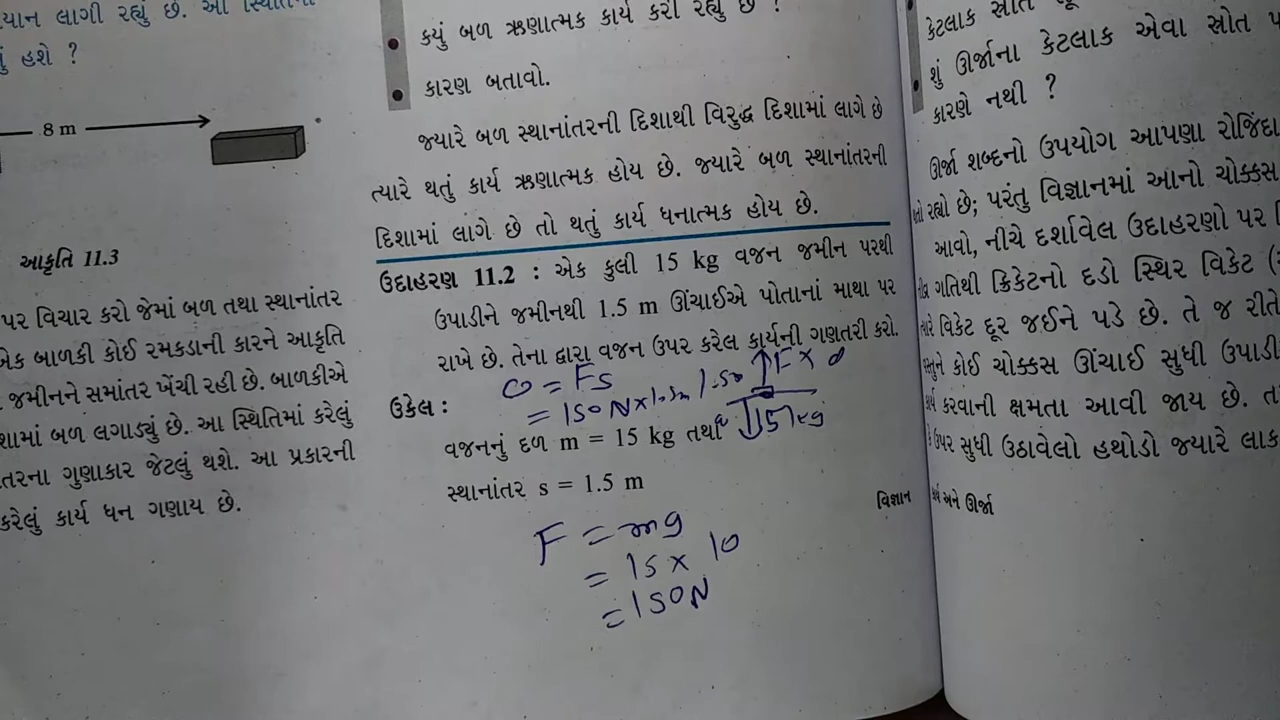 યાન લાગી રહ્યું છે. આ સ્થિતિમાં
હશે ?
8 m
આકૃતિ 11.3
પર વિચાર કરો જેમાં બળ તથા સ્થાનાંતર
એક બાળકી કોઈ રમકડાની કારને આકૃતિ
જમીનને સમાંતર ખેંચી રહી છે. બાળકીએ
શામાં બળ લગાડ્યું છે. આ સ્થિતિમાં કરેલું
તરના ગુણાકાર જેટલું થશે. આ પ્રકારની
કરેલું કાર્ય ધન ગણાય છે.
કયું બળ ઋણાત્મક કાર્ય કરી રહ્યું છે ?
કારણ બતાવો.
જ્યારે બળ સ્થાનાંતરની દિશાથી વિરુદ્ધ દિશામાં લાગે છે
ત્યારે થતું કાર્ય ઋણાત્મક હોય છે. જ્યારે બળ સ્થાનાંતરની
દિશામાં લાગે છે તો થતું કાર્ય ધનાત્મક હોય છે.
ઉદાહરણ 11.2 : એક કુલી 15 kg વજન જમીન પરથી
ઉપાડીને જમીનથી 1.5 m ઊંચાઈએ પોતાનાં માથા પર
રાખે છે. તેના દ્વારા વજન ઉપર કરેલ કાર્યની ગણતરી કરો.
= Fs
F
= 150 N x 1.5m
15 kg
ઉકેલ :
વજનનું દળ m = 15 kg તથા
સ્થાનાંતર s = 1.5 m
F = mg
= 15 x 10
= 150N
વિજ્ઞાન
કેટલાક સ્રોત
શું ઊર્જાના કેટલાક એવા સ્રોત
કારણે નથી ?
ઊર્જા શબ્દનો ઉપયોગ આપણા રોજિંદા
રહ્યો છે; પરંતુ વિજ્ઞાનમાં આનો ચોક્કસ
આવો, નીચે દર્શાવેલ ઉદાહરણો પર
ગતિથી ક્રિકેટનો દડો સ્થિર વિકેટ
વિકેટ દૂર જઈને પડે છે. તે જ રીતે
કોઈ ચોક્કસ ઊંચાઈ સુધી ઉપાડી
કરવાની ક્ષમતા આવી જાય છે.
ઉપર સુધી ઉઠાવેલો હથોડો જ્યારે લાક
અને ઊર્જા